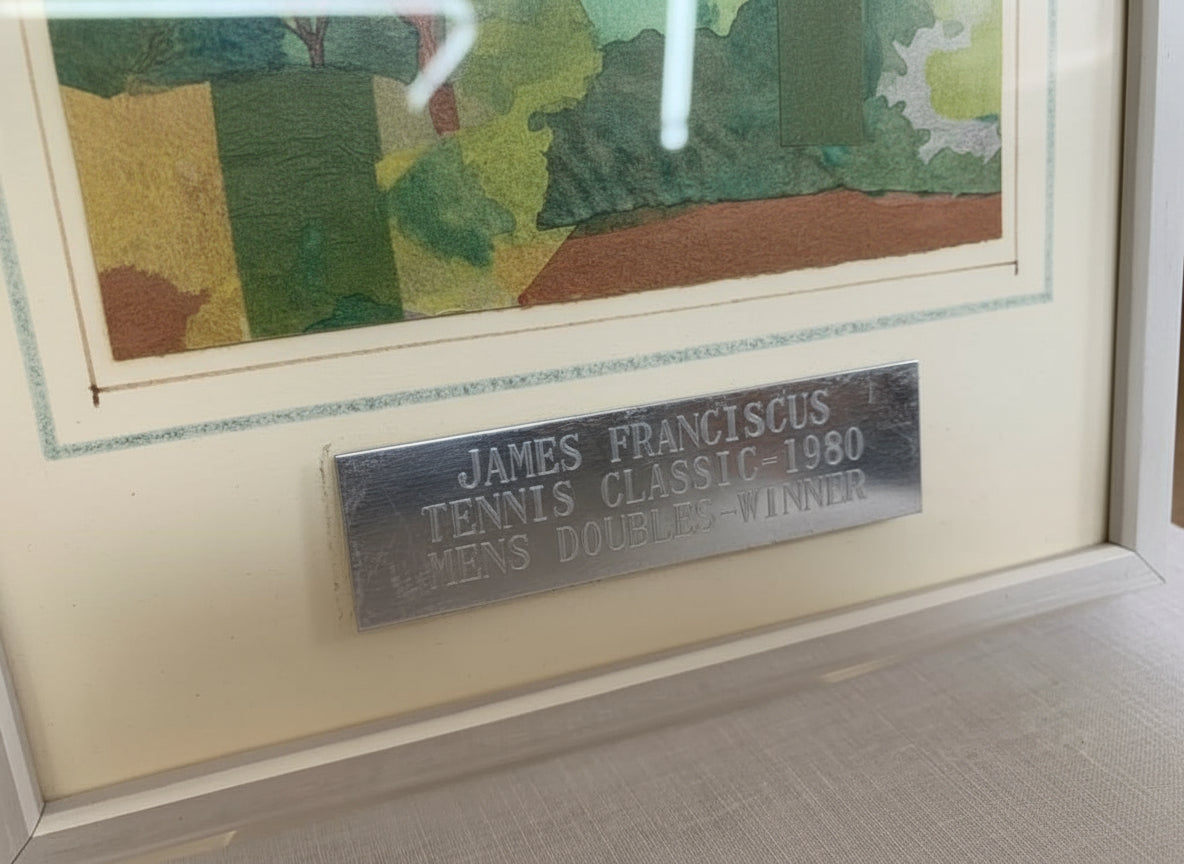 JAMES FRANCISCUS
TENNIS CLASSIC-1980
MENS DOUBLES-WINNER